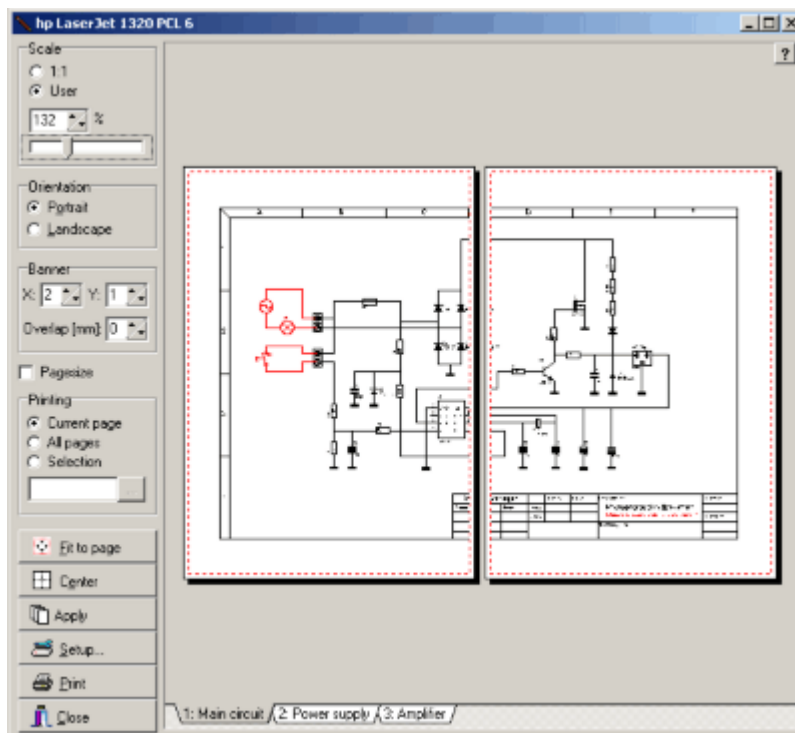 hp LaserJet 1320 PCL 6
?
Scale
1:1
User
132 %
Orientation
Portrait
Landscape
Banner
X: 2 Y: 1
Overlap [mm]: 0
Pagesize
Printing
Current page
All pages
Selection
...
Fit to page
Center
Apply
Setup...
Print
Close
A B C D E F
1: Main circuit 2: Power supply 3: Amplifier